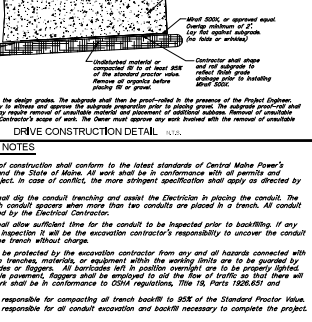 Mirafi 500X, or approved equal.
Overlap minimum of 2'.
Lay flat against subgrade.
(no folds or wrinkles)
Undisturbed material or
compacted fill to at least 95%
of the standard proctor value.
Remove all organics before
placing fill or gravel.
Contractor shall shape
and roll subgrade to
reflect finish grade
drainage prior to installing
Mirafi 500X.
the design grades. The subgrade shall then be proof-rolled in the presence of the Project Engineer.
to witness and approve the subgrade preparation prior to placing gravel. The subgrade proof-roll shall
ay require removal of unsuitable material and placement of additional subbase. Removal of unsuitable
Contractor's scope of work. The Owner must approve any work involved with the removal of unsuitable
DRIVE CONSTRUCTION DETAIL N.T.S.
NOTES
of construction shall conform to the latest standards of Central Maine Power's
and the State of Maine. All work shall be in conformance with all permits and
ject. In case of conflict, the more stringent specification shall apply as directed by
all dig the conduit trenching and assist the Electrician in placing the conduit. The
h conduit spacers when more than two conduits are placed in a trench. All conduit
d by the Electrical Contractor.
all allow sufficient time for the conduit to be inspected prior to backfilling. If any
inspection it will be the excavation contractor's responsibility to uncover the conduit
he trench without charge.
be protected by the excavation contractor from any and all hazards connected with
n trenches, materials, or equipment within the working limits are to be guarded by
des or flaggers. All barricades left in position overnight are to be properly lighted.
le pavement, flaggers shall be employed to aid the flow of traffic so that there will
rk shall be in conformance to OSHA regulations, Title 19, Parts 1926.651 and
responsible for compacting all trench backfill to 95% of the Standard Proctor Value.
responsible for all conduit excavation and backfill necessary to complete the project.